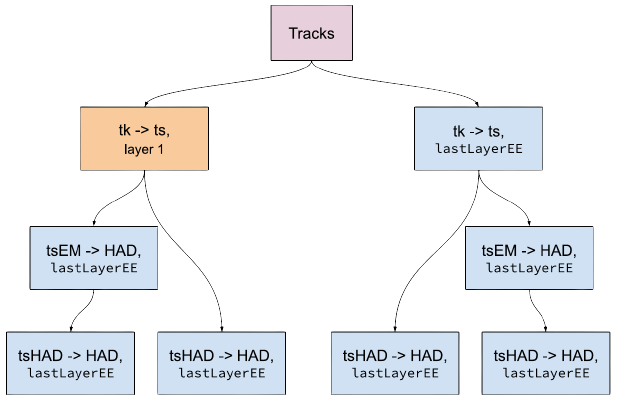 Tracks
tk -> ts,
layer 1
tk -> ts,
lastLayerEE
tsEM -> HAD,
lastLayerEE
tsEM -> HAD,
lastLayerEE
tsHAD -> HAD,
lastLayerEE
tsHAD -> HAD,
lastLayerEE
tsHAD -> HAD,
lastLayerEE
tsHAD -> HAD,
lastLayerEE